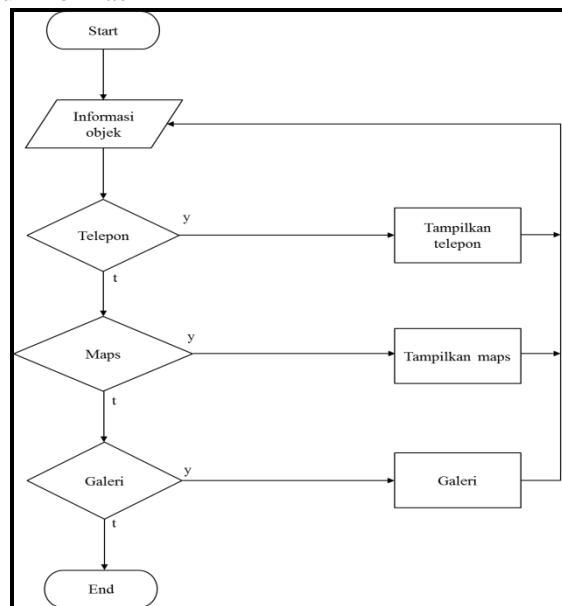 Start
Informasi
objek
Telepon
y
Tampilkan
telepon
t
Maps
y
Tampilkan maps
t
Galeri
y
Galeri
t
End